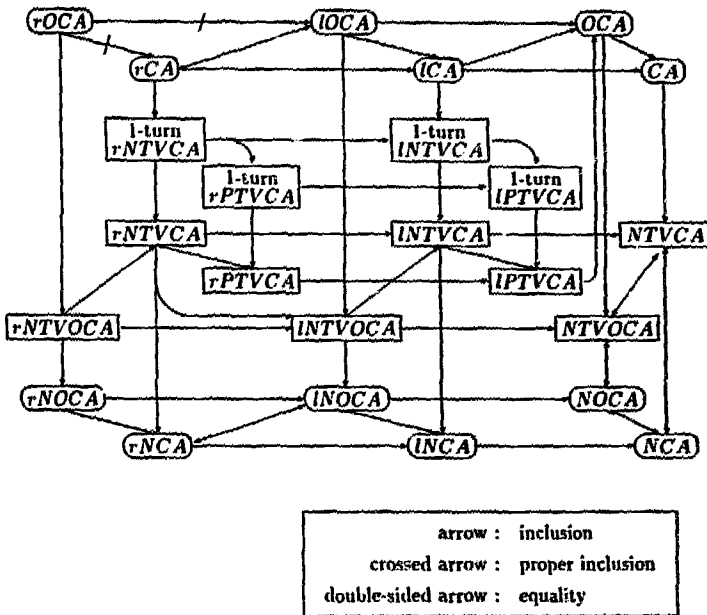 rOCA lOCA OCA
rCA lCA CA
1-turn 1-turn
rNTVCA lNTVCA
1-turn 1-turn
rPTVCA lPTVCA
rNTVCA lNTVCA NTVCA
rPTVCA lPTVCA
rNTVOCA lNTVOCA NTVOCA
rNOCA lNOCA NOCA
rNCA lNCA NCA
arrow : inclusion
crossed arrow : proper inclusion
double-sided arrow : equality